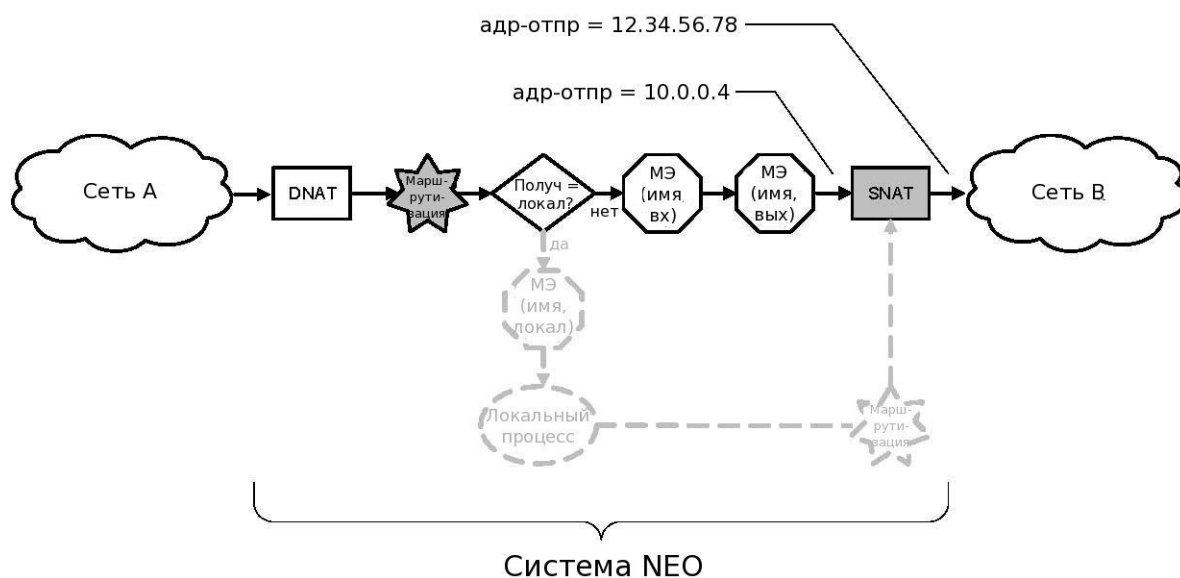 адр-отпр = 12.34.56.78
адр-отпр = 10.0.0.4
Сеть А
DNAT
Марш-
рути-
зация
Получ =
локал?
нет
МЭ
(имя,
вх)
МЭ
(имя,
вых)
SNAT
Сеть B
да
МЭ
(имя,
локал)
Локальный
процесс
Марш-
рути-
зация
Система NEO